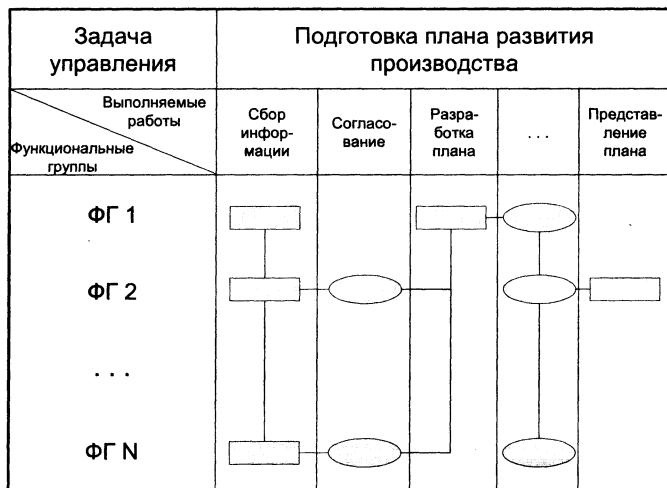 Задача
управления
Подготовка плана развития
производства
Выполняемые
работы
Функциональные
группы
Сбор
инфор-
мации
Согласо-
вание
Разра-
ботка
плана
. . .
Представ-
ление
плана
ФГ 1
ФГ 2
. . .
ФГ N